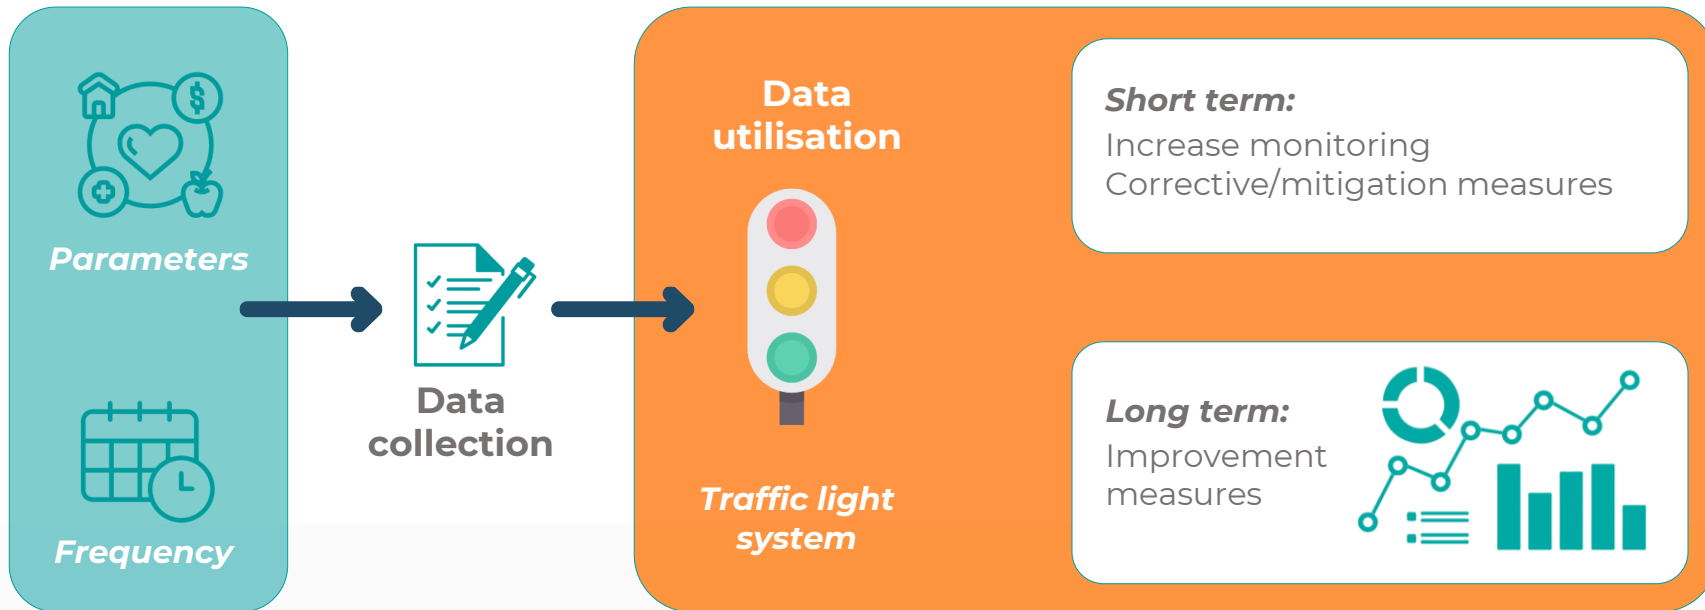 Parameters
Frequency
Data
collection
Data
utilisation
Traffic light
system
Short term:
Increase monitoring
Corrective/mitigation measures
Long term:
Improvement
measures
$